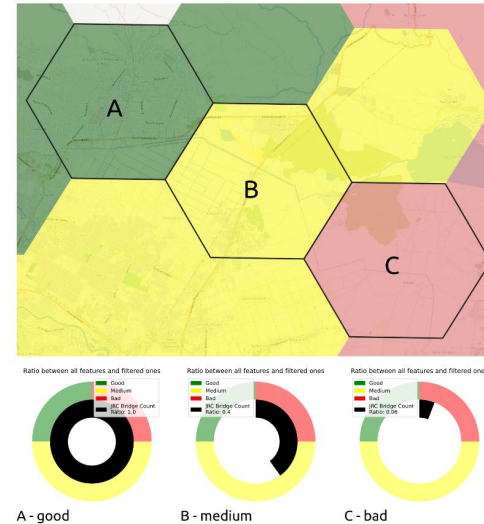 A
B
C
Ratio between all features and filtered ones
Good
Medium
Bad
JRC Bridge Count
Ratio: 1.0
Ratio between all features and filtered ones
Good
Medium
Bad
JRC Bridge Count
Ratio: 0.4
Ratio between all features and filtered ones
Good
Medium
Bad
JRC Bridge Count
Ratio: 0.06
A - good
B - medium
C - bad